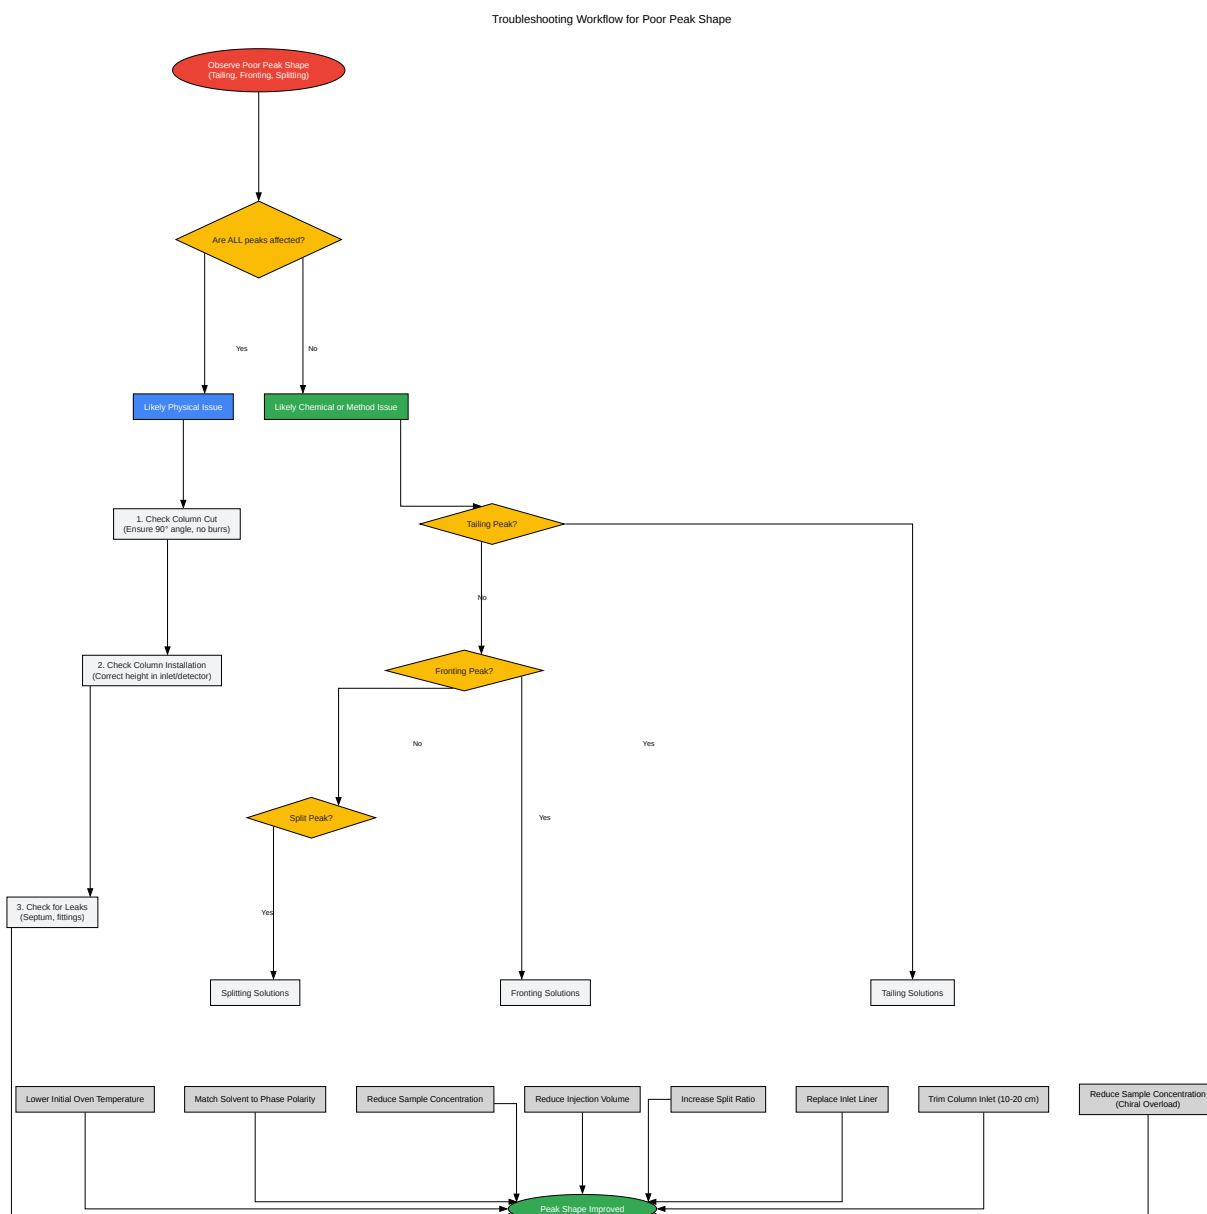 Troubleshooting Workflow for Poor Peak Shape
Observe Poor Peak Shape
(Tailing, Fronting, Splitting)
Are ALL peaks affected?
Yes
No
Likely Physical Issue
Likely Chemical or Method Issue
1. Check Column Cut
(Ensure 90° angle, no burrs)
Tailing Peak?
No
2. Check Column Installation
(Correct height in inlet/detector)
Fronting Peak?
No
Yes
Split Peak?
Yes
3. Check for Leaks
(Septum, fittings)
Yes
Splitting Solutions
Fronting Solutions
Tailing Solutions
Lower Initial Oven Temperature
Match Solvent to Phase Polarity
Reduce Sample Concentration
Reduce Injection Volume
Increase Split Ratio
Replace Inlet Liner
Trim Column Inlet (10-20 cm)
Reduce Sample Concentration
(Chiral Overload)
Peak Shape Improved